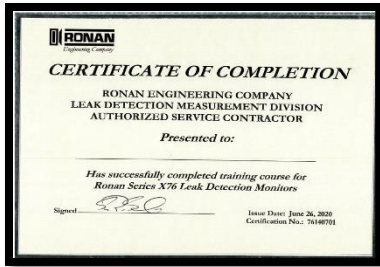 RONAN
Engineering Company
CERTIFICATE OF COMPLETION
RONAN ENGINEERING COMPANY
LEAK DETECTION MEASUREMENT DIVISION
AUTHORIZED SERVICE CONTRACTOR
Presented to:
Has successfully completed training course for
Ronan Series X76 Leak Detection Monitors
Signed
Issue Date: June 26, 2020
Certification No.: 76140701